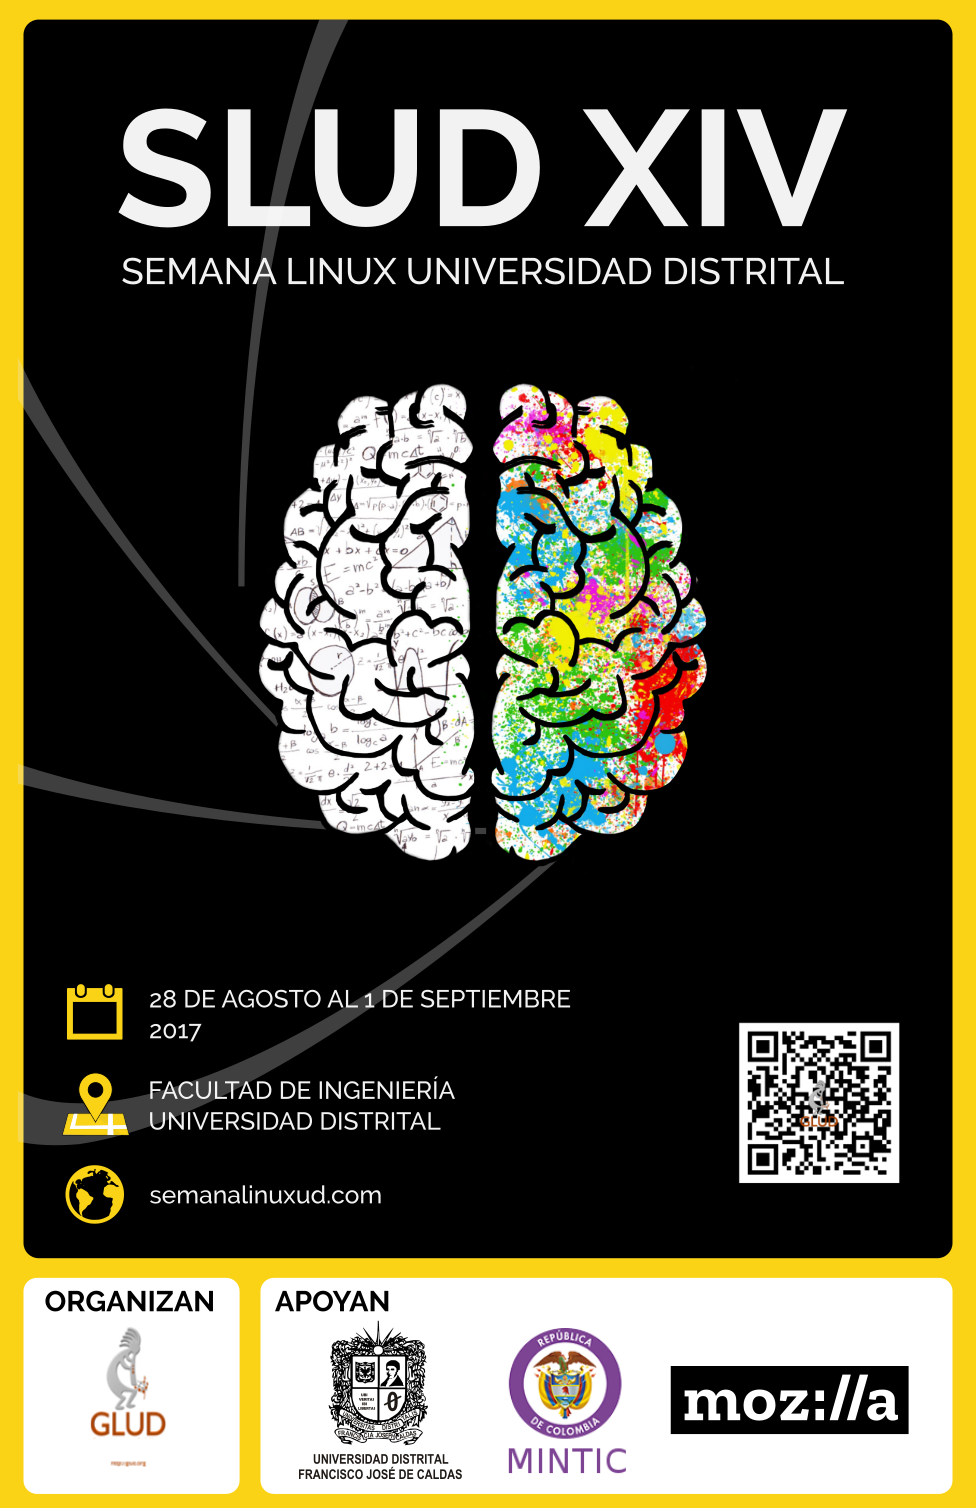 SLUD XIV
SEMANA LINUX UNIVERSIDAD DISTRITAL
28 DE AGOSTO AL 1 DE SEPTIEMBRE
2017
FACULTAD DE INGENIERÍA
UNIVERSIDAD DISTRITAL
semanalinuxud.com
GLUD
ORGANIZAN
GLUD
APOYAN
UNIVERSIDAD DISTRITAL
FRANCISCO JOSÉ DE CALDAS
REPÚBLICA
DE COLOMBIA
MINTIC
moz://a